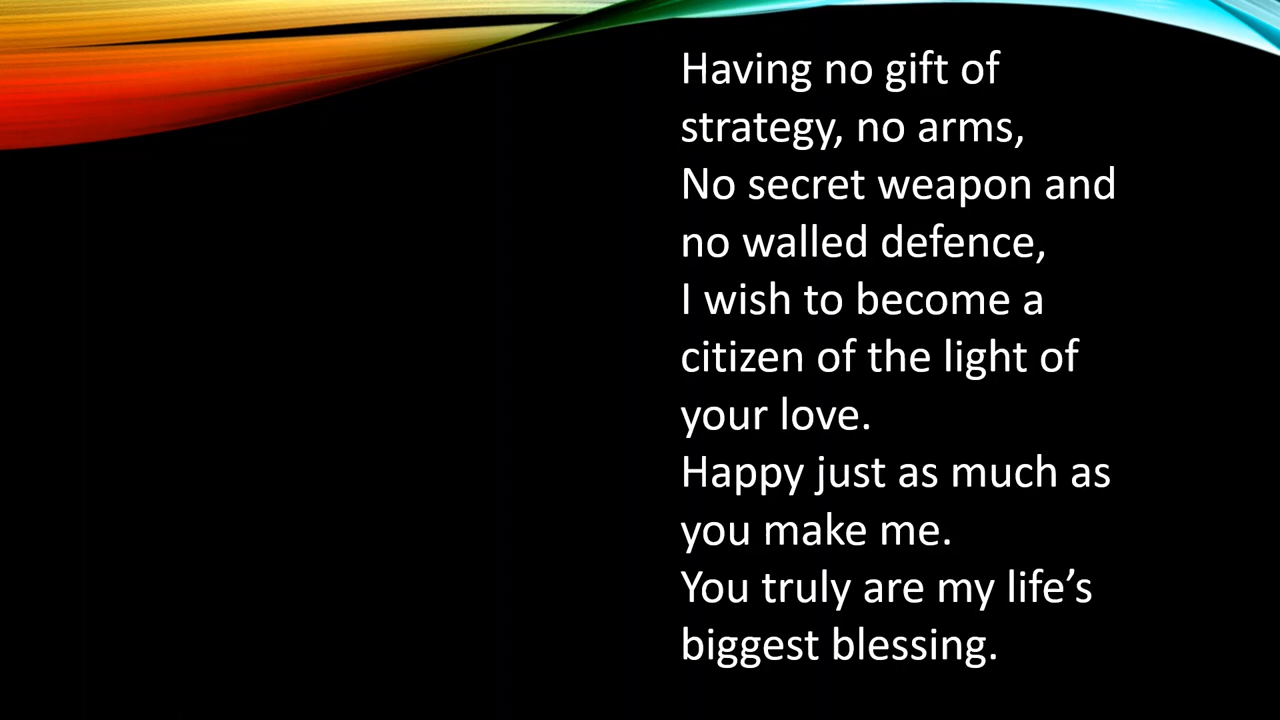 Having no gift of
strategy, no arms,
No secret weapon and
no walled defence,
I wish to become a
citizen of the light of
your love.
Happy just as much as
you make me.
You truly are my life’s
biggest blessing.